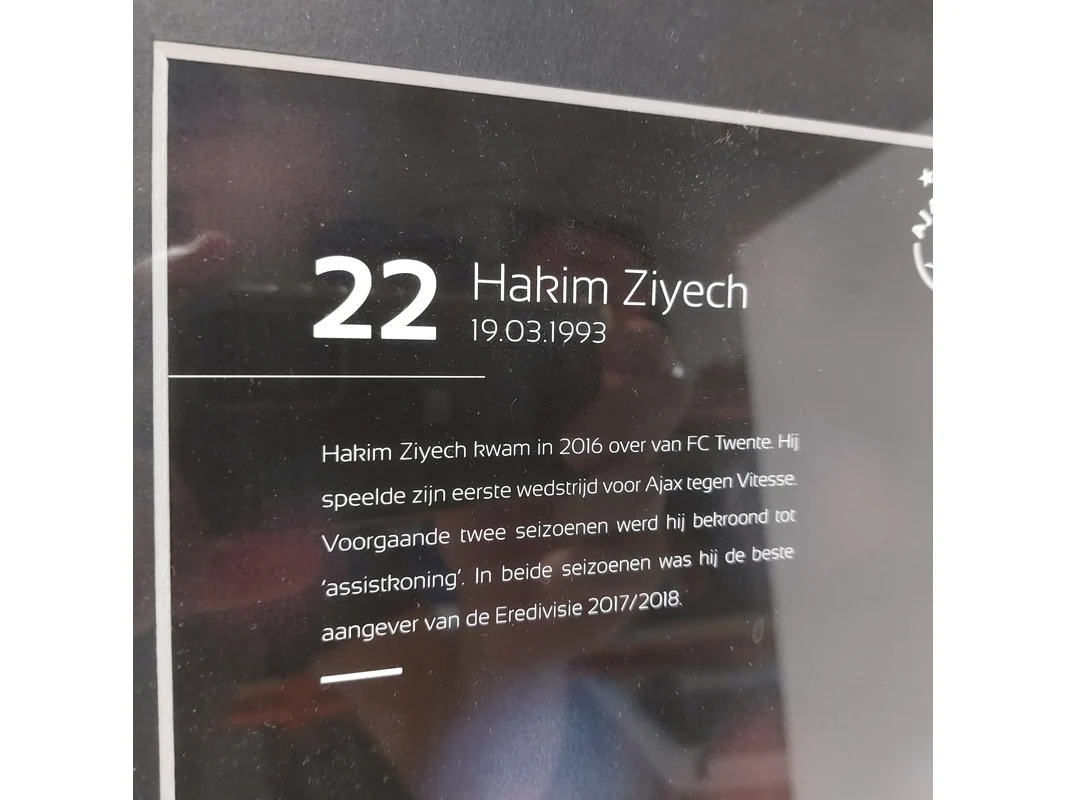 22 Hakim Ziyech
19.03.1993
Hakim Ziyech kwam in 2016 over van FC Twente. Hij
speelde zijn eerste wedstrijd voor Ajax tegen Vitesse.
Voorgaande twee seizoenen werd hij bekroond tot
'assistkoning'. In beide seizoenen was hij de beste
aangever van de Eredivisie 2017/2018.